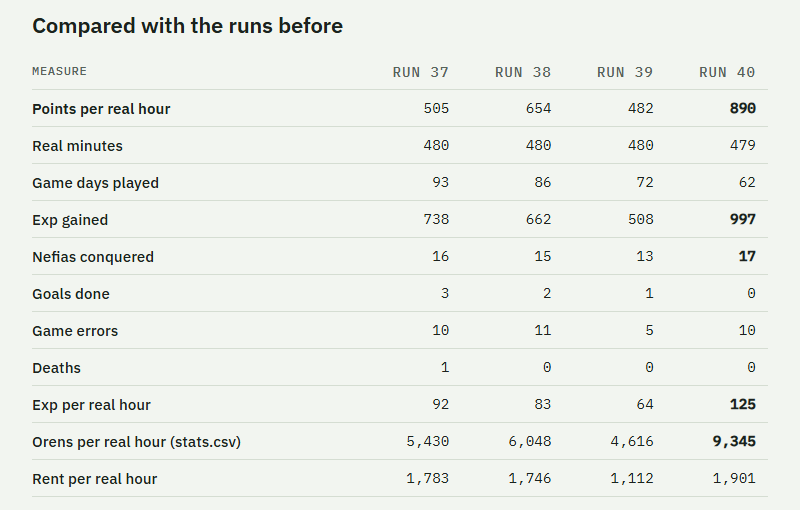 Compared with the runs before
MEASURE RUN 37 RUN 38 RUN 39 RUN 40
Points per real hour 505 654 482 890
Real minutes 480 480 480 479
Game days played 93 86 72 62
Exp gained 738 662 508 997
Nefias conquered 16 15 13 17
Goals done 3 2 1 0
Game errors 10 11 5 10
Deaths 1 0 0 0
Exp per real hour 92 83 64 125
Orens per real hour (stats.csv) 5,430 6,048 4,616 9,345
Rent per real hour 1,783 1,746 1,112 1,901